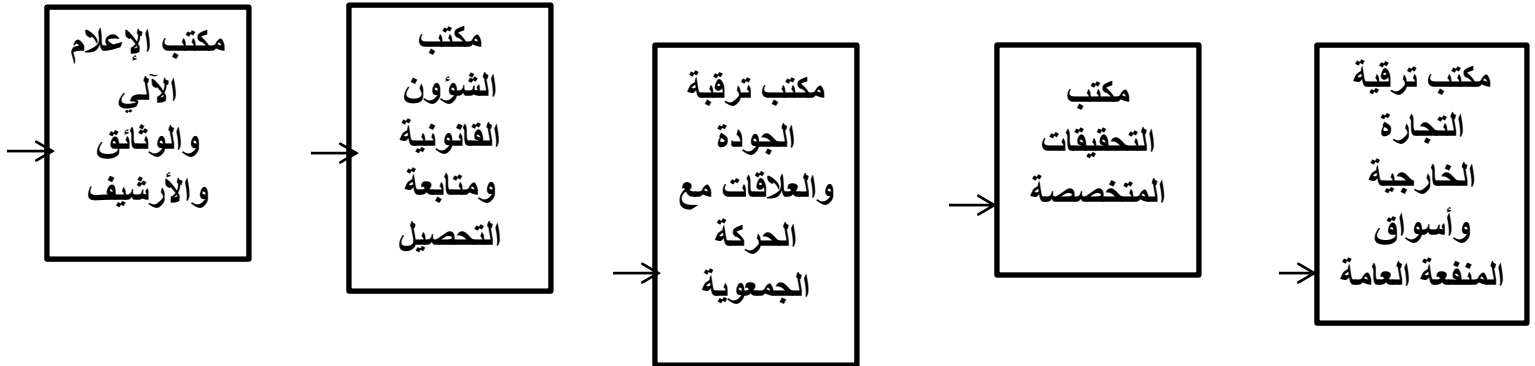 مكتب ترقية
التجارة
الخارجية
وأسواق
المنفعة العامة
مكتب
التحقيقات
المتخصصة
مكتب ترقبة
الجودة
والعلاقات مع
الحركة
الجمعوية
مكتب
الشؤون
القانونية
ومتابعة
التحصيل
مكتب الإعلام
الآلي
والوثائق
والأرشيف